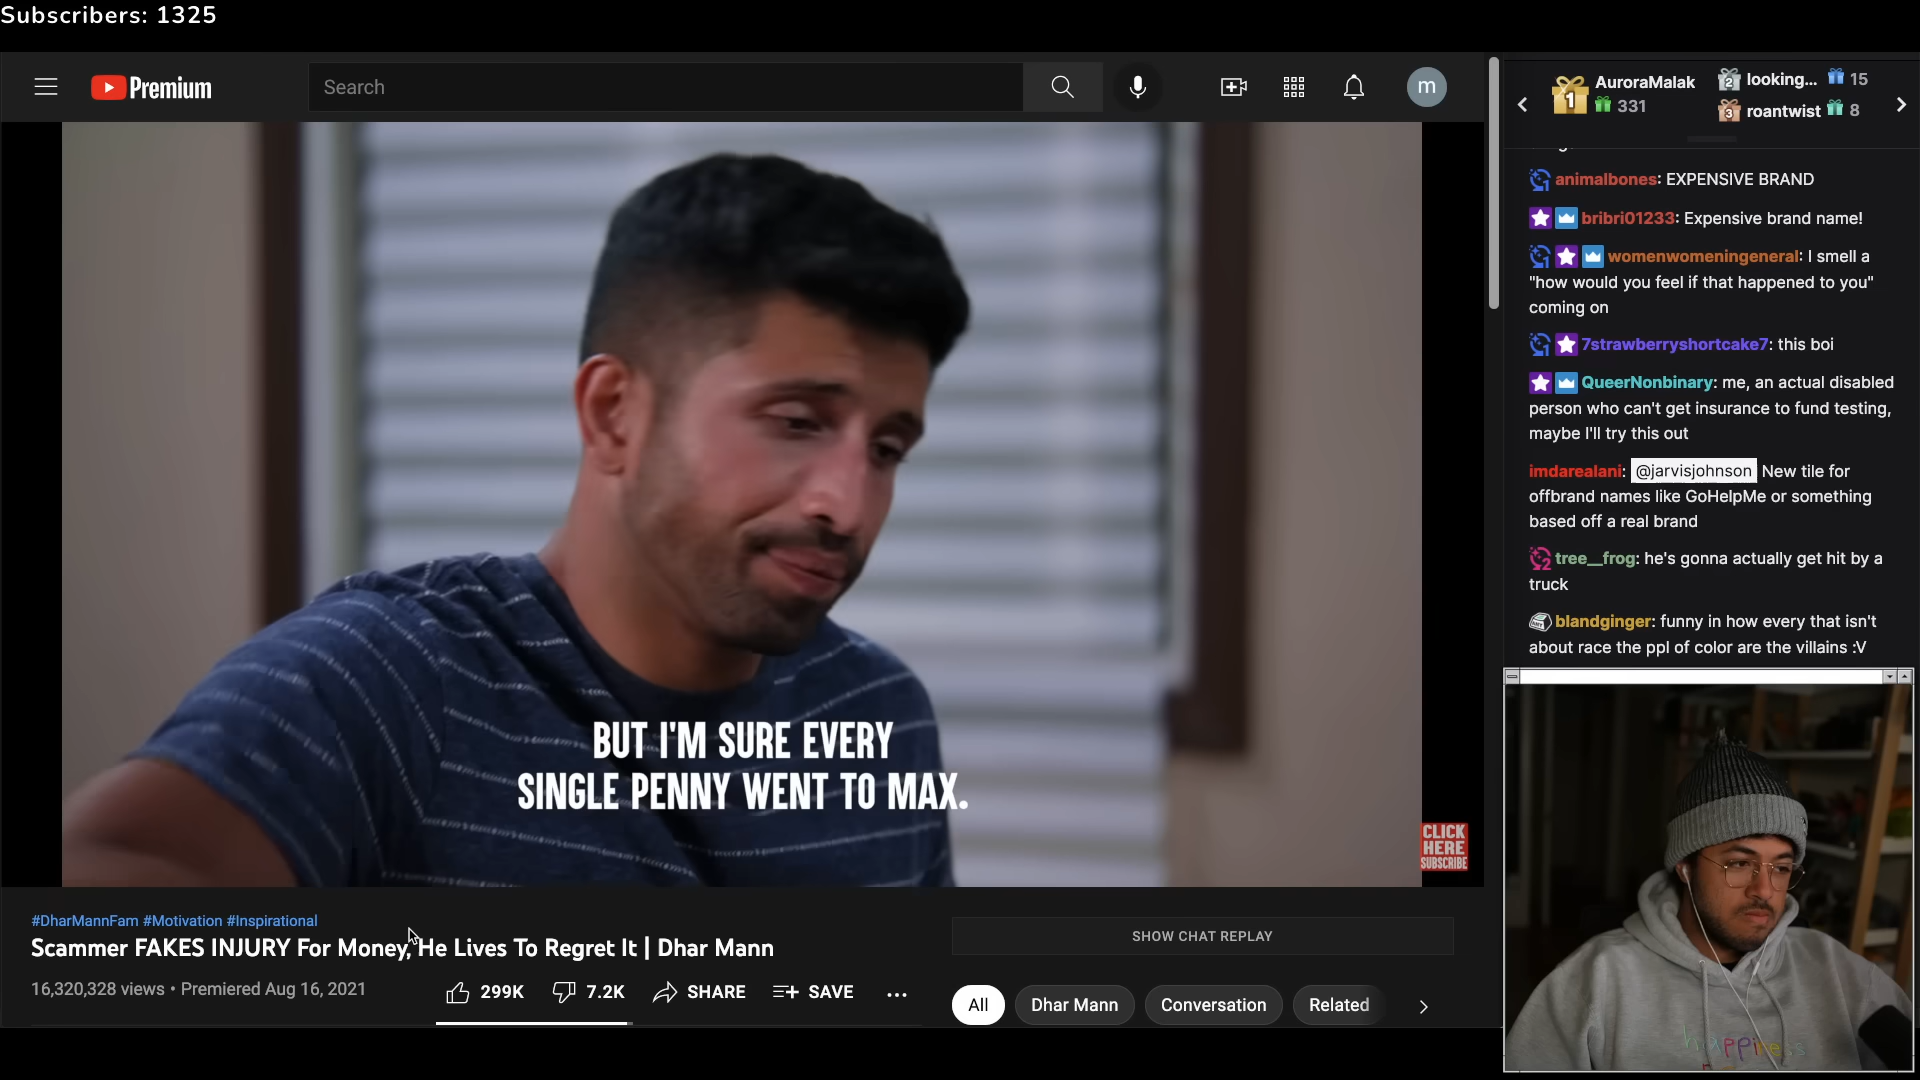 Subscribers: 1325
Premium
Search
m
1
AuroraMalak
331
2
looking...
15
3
roantwist
8
animalbones: EXPENSIVE BRAND
bribri01233: Expensive brand name!
womenwomeningeneral: I smell a
"how would you feel if that happened to you"
coming on
7strawberryshortcake7: this boi
QueerNonbinary: me, an actual disabled
person who can't get insurance to fund testing,
maybe I'll try this out
imdarealani: @jarvisjohnson New tile for
offbrand names like GoHelpMe or something
based off a real brand
tree__frog: he's gonna actually get hit by a
truck
blandginger: funny in how every that isn't
about race the ppl of color are the villains :V
BUT I'M SURE EVERY
SINGLE PENNY WENT TO MAX.
CLICK
HERE
SUBSCRIBE
#DharMannFam #Motivation #Inspirational
Scammer FAKES INJURY For Money, He Lives To Regret It | Dhar Mann
16,320,328 views • Premiered Aug 16, 2021
299K
7.2K
SHARE
SAVE
SHOW CHAT REPLAY
All
Dhar Mann
Conversation
Related
happiness